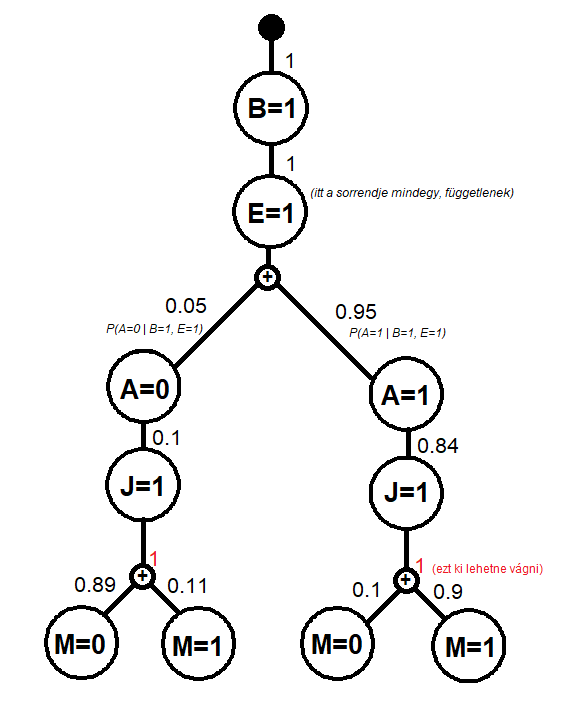 1
B=1
1
(itt a sorrendje mindegy, függetlenek)
E=1
+
0.05
0.95
P(A=0 | B=1, E=1)
P(A=1 | B=1, E=1)
A=0
A=1
0.1
0.84
J=1
J=1
1
1 (ezt ki lehetne vágni)
+
+
0.89
0.11
0.1
0.9
M=0
M=1
M=0
M=1